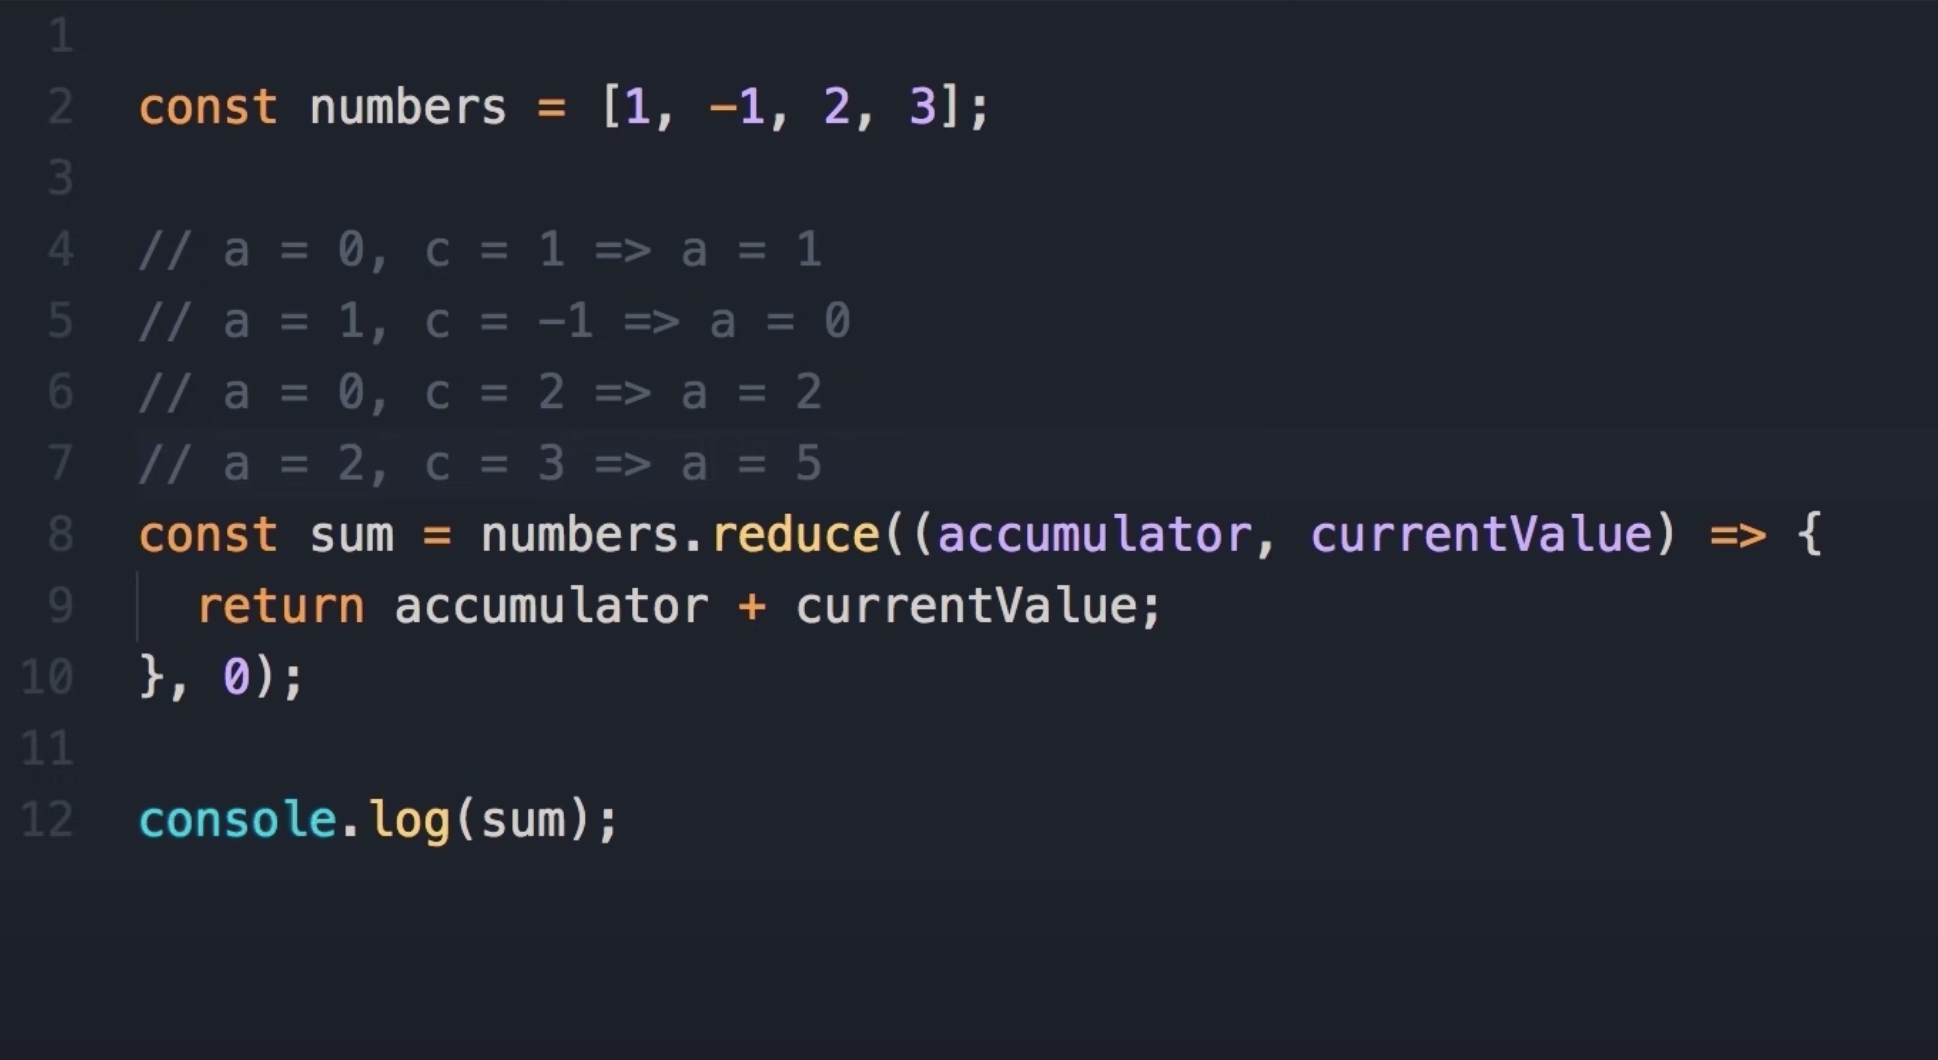 1
2 const numbers = [1, -1, 2, 3];
3
4 // a = 0, c = 1 => a = 1
5 // a = 1, c = -1 => a = 0
6 // a = 0, c = 2 => a = 2
7 // a = 2, c = 3 => a = 5
8 const sum = numbers.reduce((accumulator, currentValue) => {
9   return accumulator + currentValue;
10 }, 0);
11
12 console.log(sum);